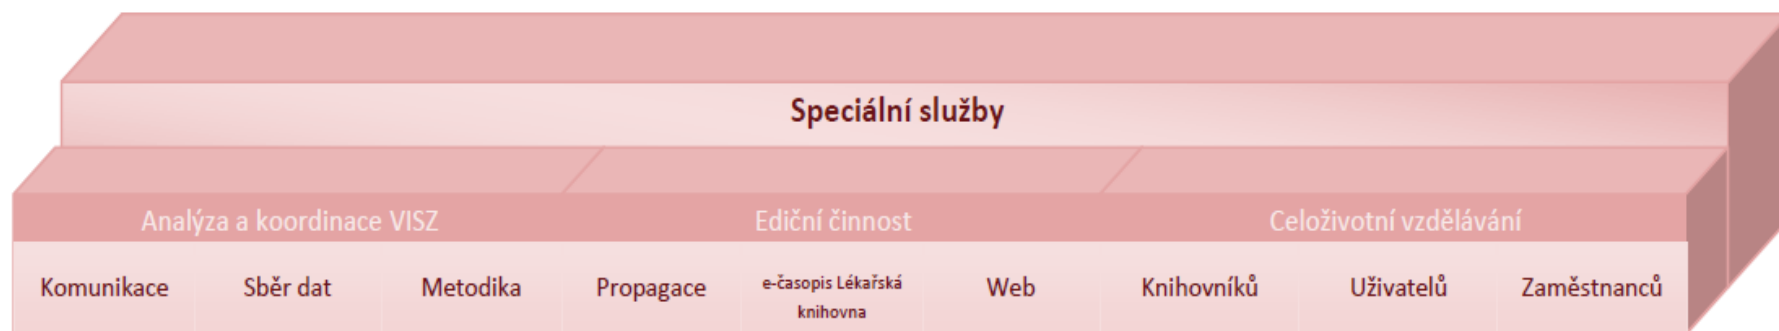 Speciální služby
Analýza a koordinace VISZ
Ediční činnost
Celoživotní vzdělávání
Komunikace
Sběr dat
Metodika
Propagace
e-časopis Lékařská
knihovna
Web
Knihovníků
Uživatelů
Zaměstnanců